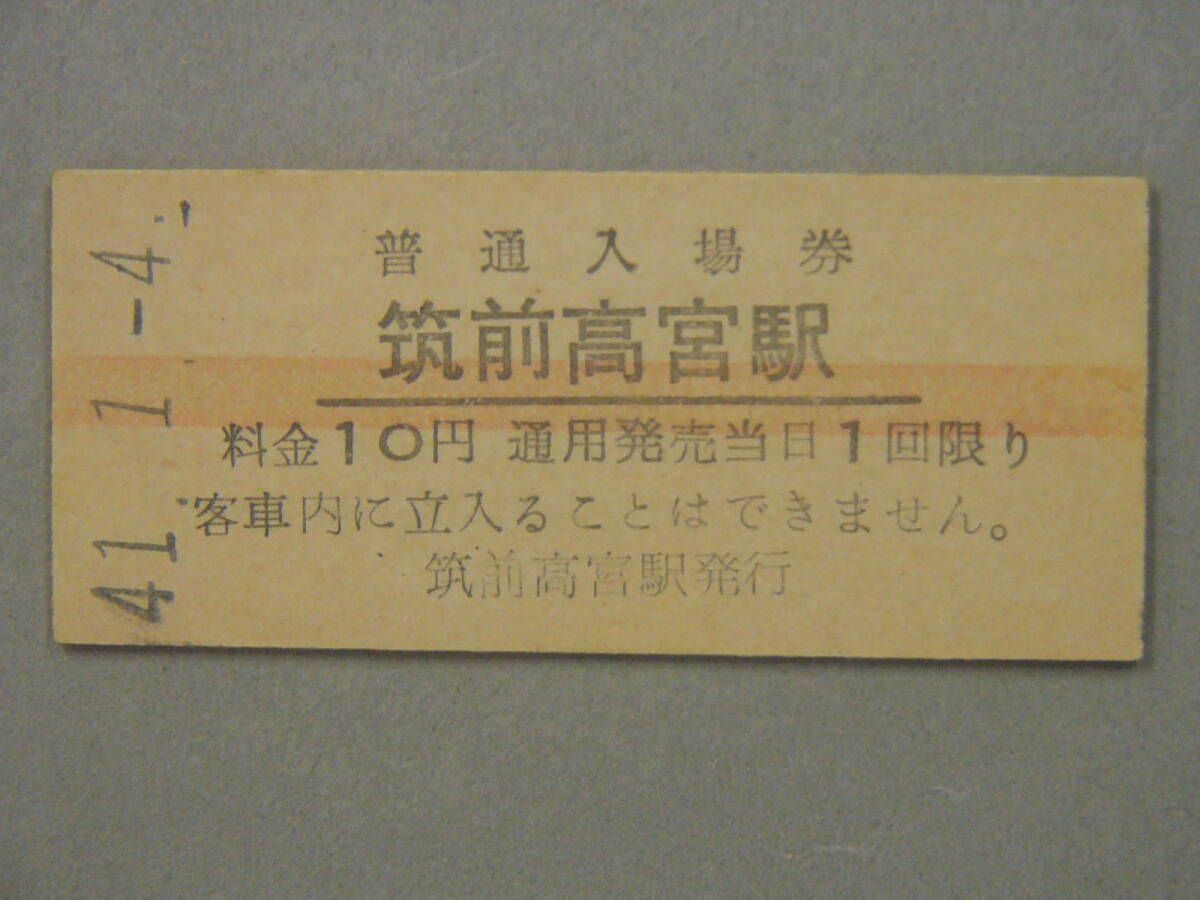 普通入場券
筑前高宮駅
料金10円 通用発売当日1回限り
客車内に立入ることはできません。
筑前高宮駅発行
41.1.-4